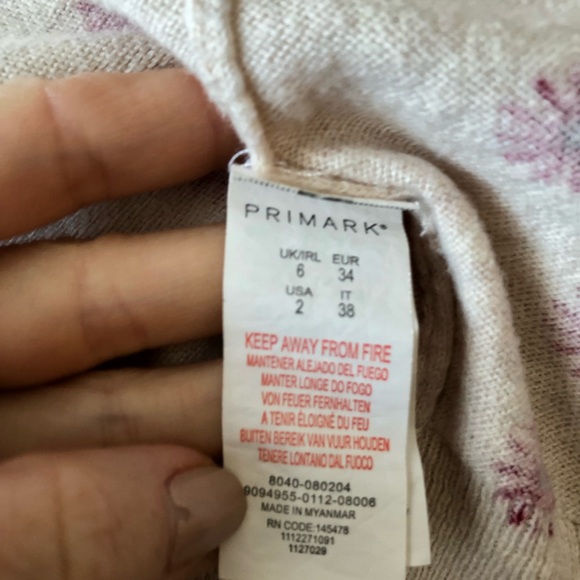 PRIMARK®
UK/IRL EUR
6 34
USA IT
2 38
KEEP AWAY FROM FIRE
MANTENER ALEJADO DEL FUEGO
MANTER LONGE DO FOGO
VON FEUER FERNHALTEN
A TENIR ÉLOIGNÉ DU FEU
BUITEN BEREIK VAN VUUR HOUDEN
TENERE LONTANO DAL FUOCO
8040-080204
9094955-0112-08006
MADE IN MYANMAR
RN CODE:145478
1112271091
1127029